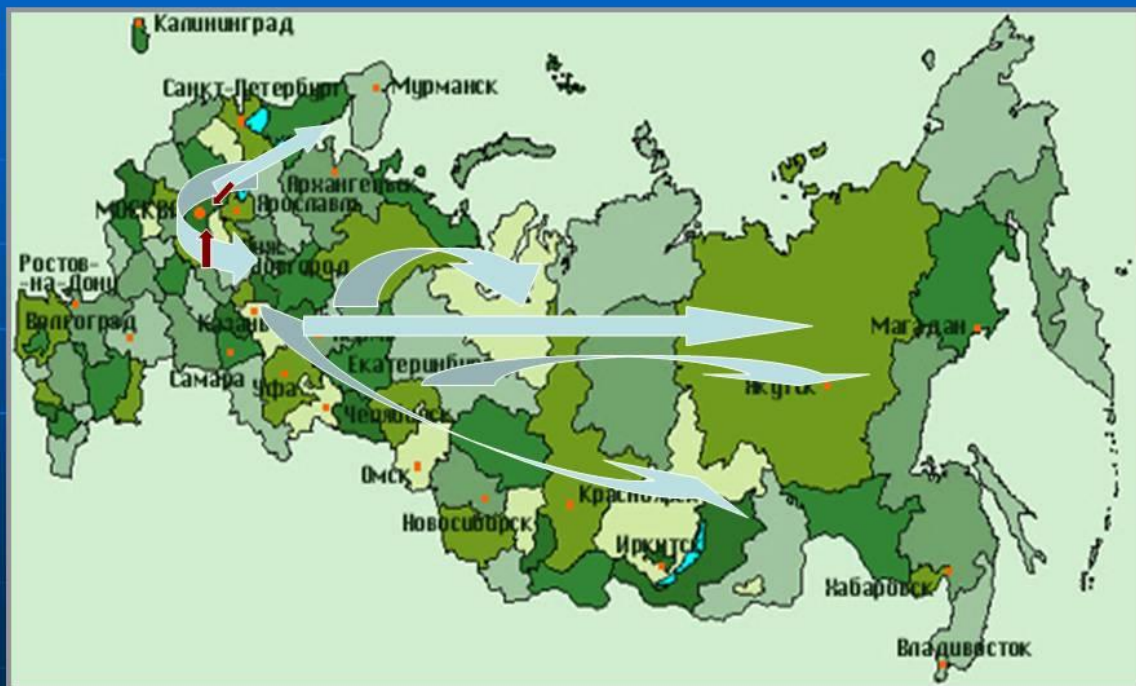 Калининград
Санкт-Петербург
Мурманск
Архангельск
Москва
Ярославль
Ростов-
-на-Дону
Волгоград
Казань
Екатеринбург
Самара
Уфа
Челябинск
Якутск
Магадан
Омск
Новосибирск
Красноярск
Иркутск
Хабаровск
Владивосток